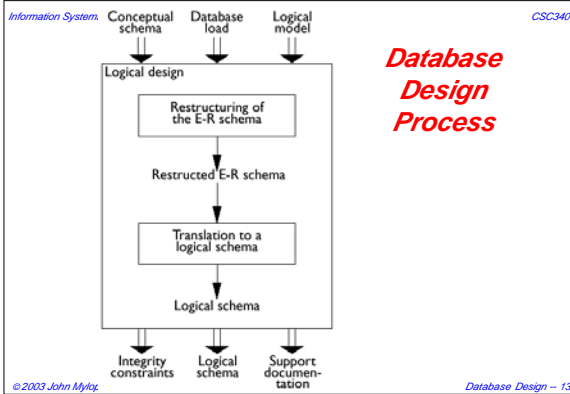 Information System
CSC340
Conceptual schema
Database load
Logical model
Database
Design
Process
Logical design
Restructuring of
the E-R schema
Restructed E-R schema
Translation to a
logical schema
Logical schema
Integrity constraints
Logical schema
Support documen-tation
©2003 John Mylop
Database Design -- 13